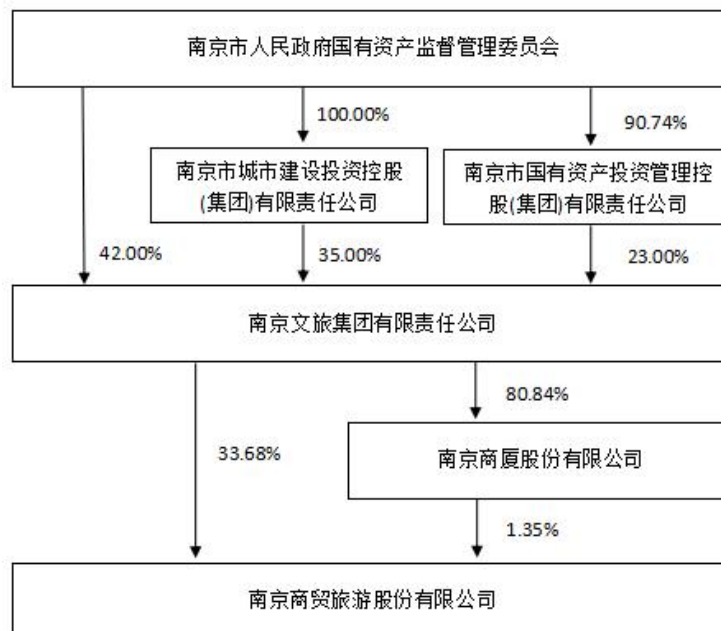 南京市人民政府国有资产监督管理委员会
100.00%
90.74%
南京市城市建设投资控股
(集团)有限责任公司
南京市国有资产投资管理控
股(集团)有限责任公司
42.00%
35.00%
23.00%
南京文旅集团有限责任公司
80.84%
33.68%
南京商厦股份有限公司
1.35%
南京商贸旅游股份有限公司